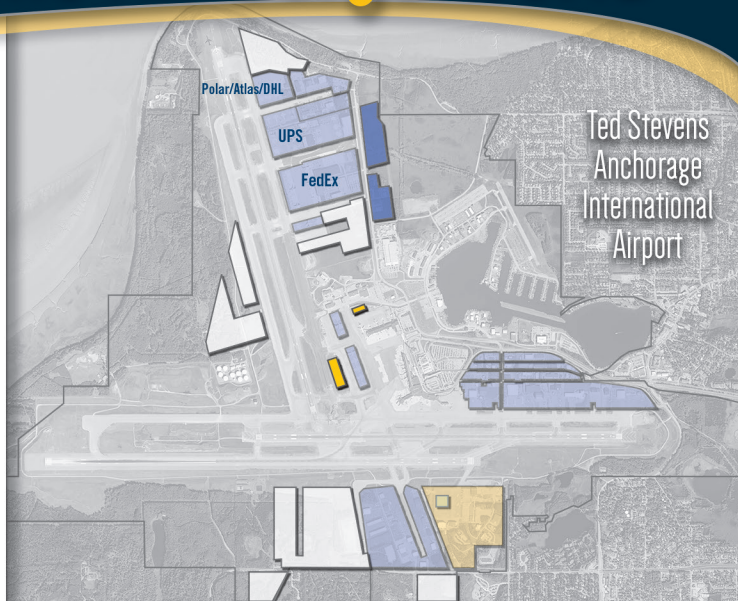 Polar/Atlas/DHL
UPS
FedEx
Ted Stevens
Anchorage
International
Airport